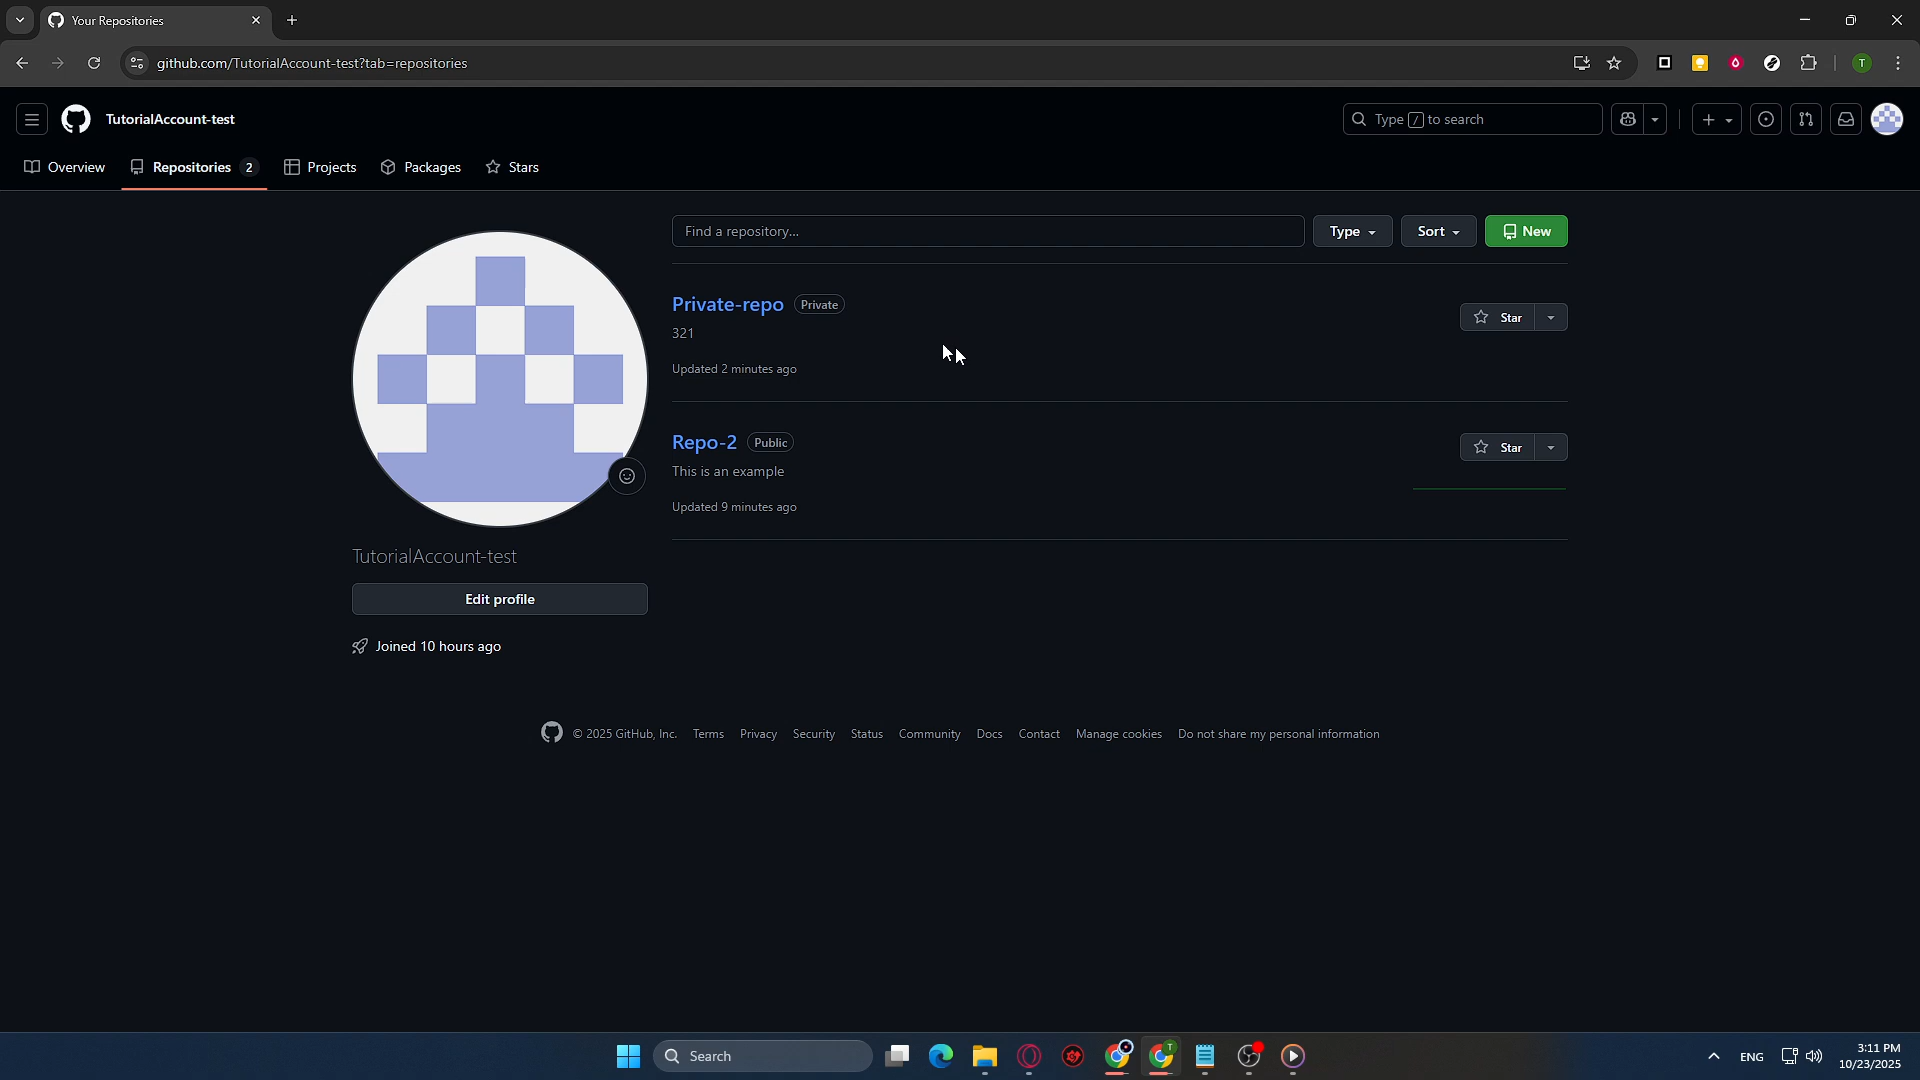 Your Repositories
github.com/TutorialAccount-test?tab=repositories
T
TutorialAccount-test
Type / to search
Overview
Repositories 2
Projects
Packages
Stars
Find a repository...
Type
Sort
New
Private-repo Private
Star
321
Updated 2 minutes ago
Repo-2 Public
Star
This is an example
Updated 9 minutes ago
TutorialAccount-test
Edit profile
Joined 10 hours ago
© 2025 GitHub, Inc. Terms Privacy Security Status Community Docs Contact Manage cookies Do not share my personal information
Search
T
ENG
3:11 PM
10/23/2025